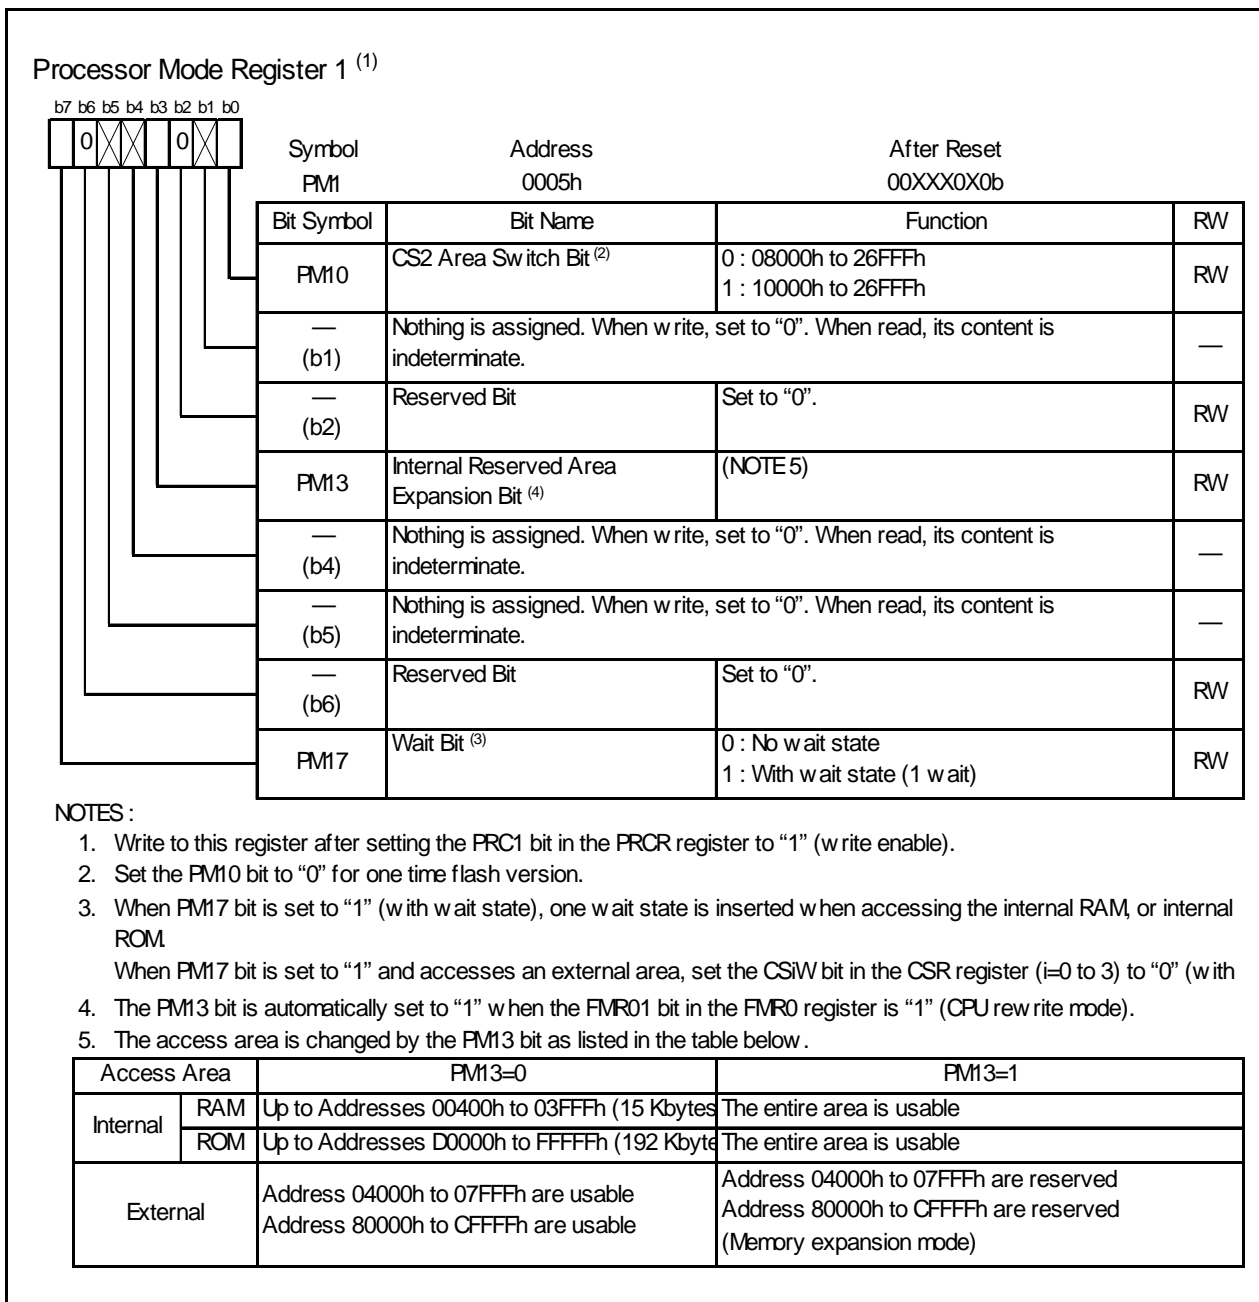 Processor Mode Register 1 (1)
b7 b6 b5 b4 b3 b2 b1 b0
0 0
Symbol Address After Reset
PM1 0005h 00XXX0X0b
Bit Symbol Bit Name Function RW
PM10 CS2 Area Switch Bit (2) 0 : 08000h to 26FFFh RW
1 : 10000h to 26FFFh
— (b1) Nothing is assigned. When write, set to “0”. When read, its content is —
indeterminate.
— (b2) Reserved Bit Set to “0”. RW
PM13 Internal Reserved Area (NOTE 5) RW
Expansion Bit (4)
— (b4) Nothing is assigned. When write, set to “0”. When read, its content is —
indeterminate.
— (b5) Nothing is assigned. When write, set to “0”. When read, its content is —
indeterminate.
— (b6) Reserved Bit Set to “0”. RW
PM17 Wait Bit (3) 0 : No wait state RW
1 : With wait state (1 wait)
NOTES :
1. Write to this register after setting the PRC1 bit in the PRCR register to “1” (write enable).
2. Set the PM10 bit to “0” for one time flash version.
3. When PM17 bit is set to “1” (with wait state), one wait state is inserted when accessing the internal RAM, or internal
ROM.
When PM17 bit is set to “1” and accesses an external area, set the CSiW bit in the CSR register (i=0 to 3) to “0” (with
4. The PM13 bit is automatically set to “1” when the FMR01 bit in the FMR0 register is “1” (CPU rewrite mode).
5. The access area is changed by the PM13 bit as listed in the table below.
Access Area PM13=0 PM13=1
Internal RAM Up to Addresses 00400h to 03FFFh (15 Kbytes The entire area is usable
ROM Up to Addresses D0000h to FFFFFh (192 Kbyte The entire area is usable
External Address 04000h to 07FFFh are usable Address 04000h to 07FFFh are reserved
Address 80000h to CFFFFh are usable Address 80000h to CFFFFh are reserved
(Memory expansion mode)